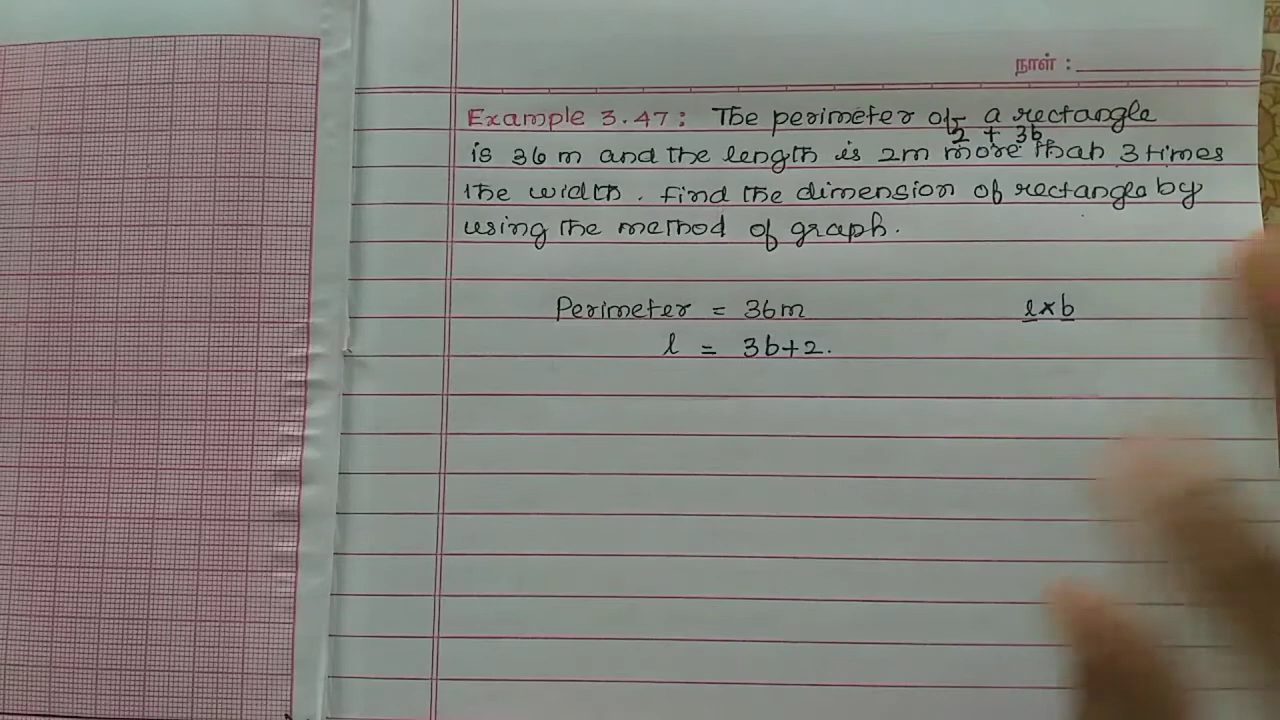 நாள் :
Example 3.47: The perimeter of a rectangle
2 + 3b
is 36 m and the length is 2m more than 3 times
the width. Find the dimension of rectangle by
using the method of graph.
Perimeter = 36m l×b
l = 3b+2.